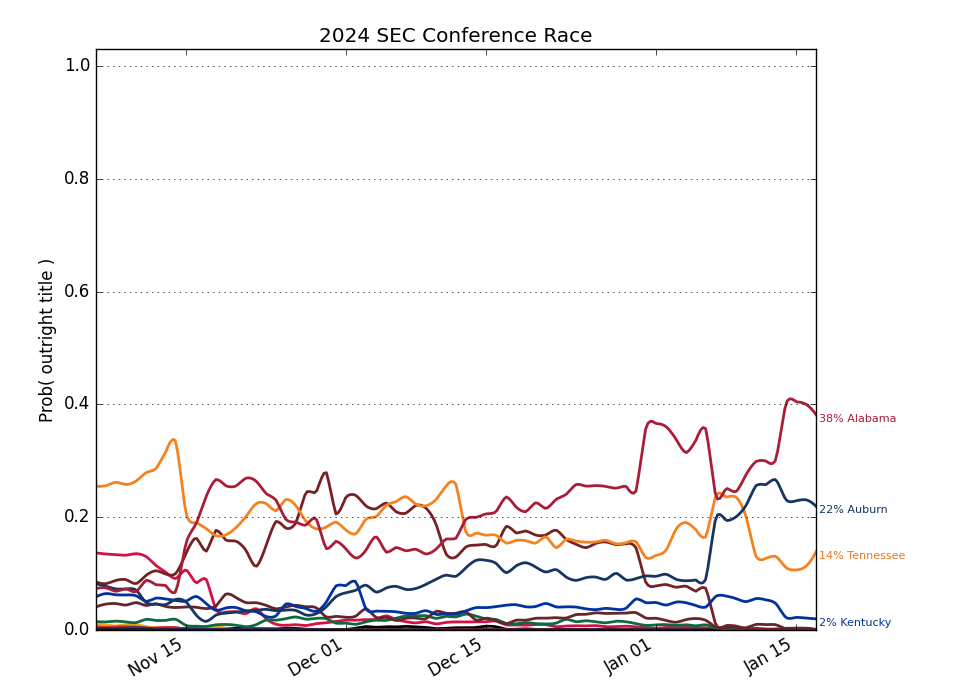 2024 SEC Conference Race
1.0
0.8
0.6
0.4
0.2
0.0
Prob( outright title )
38% Alabama
22% Auburn
14% Tennessee
2% Kentucky
Nov 15
Dec 01
Dec 15
Jan 01
Jan 15